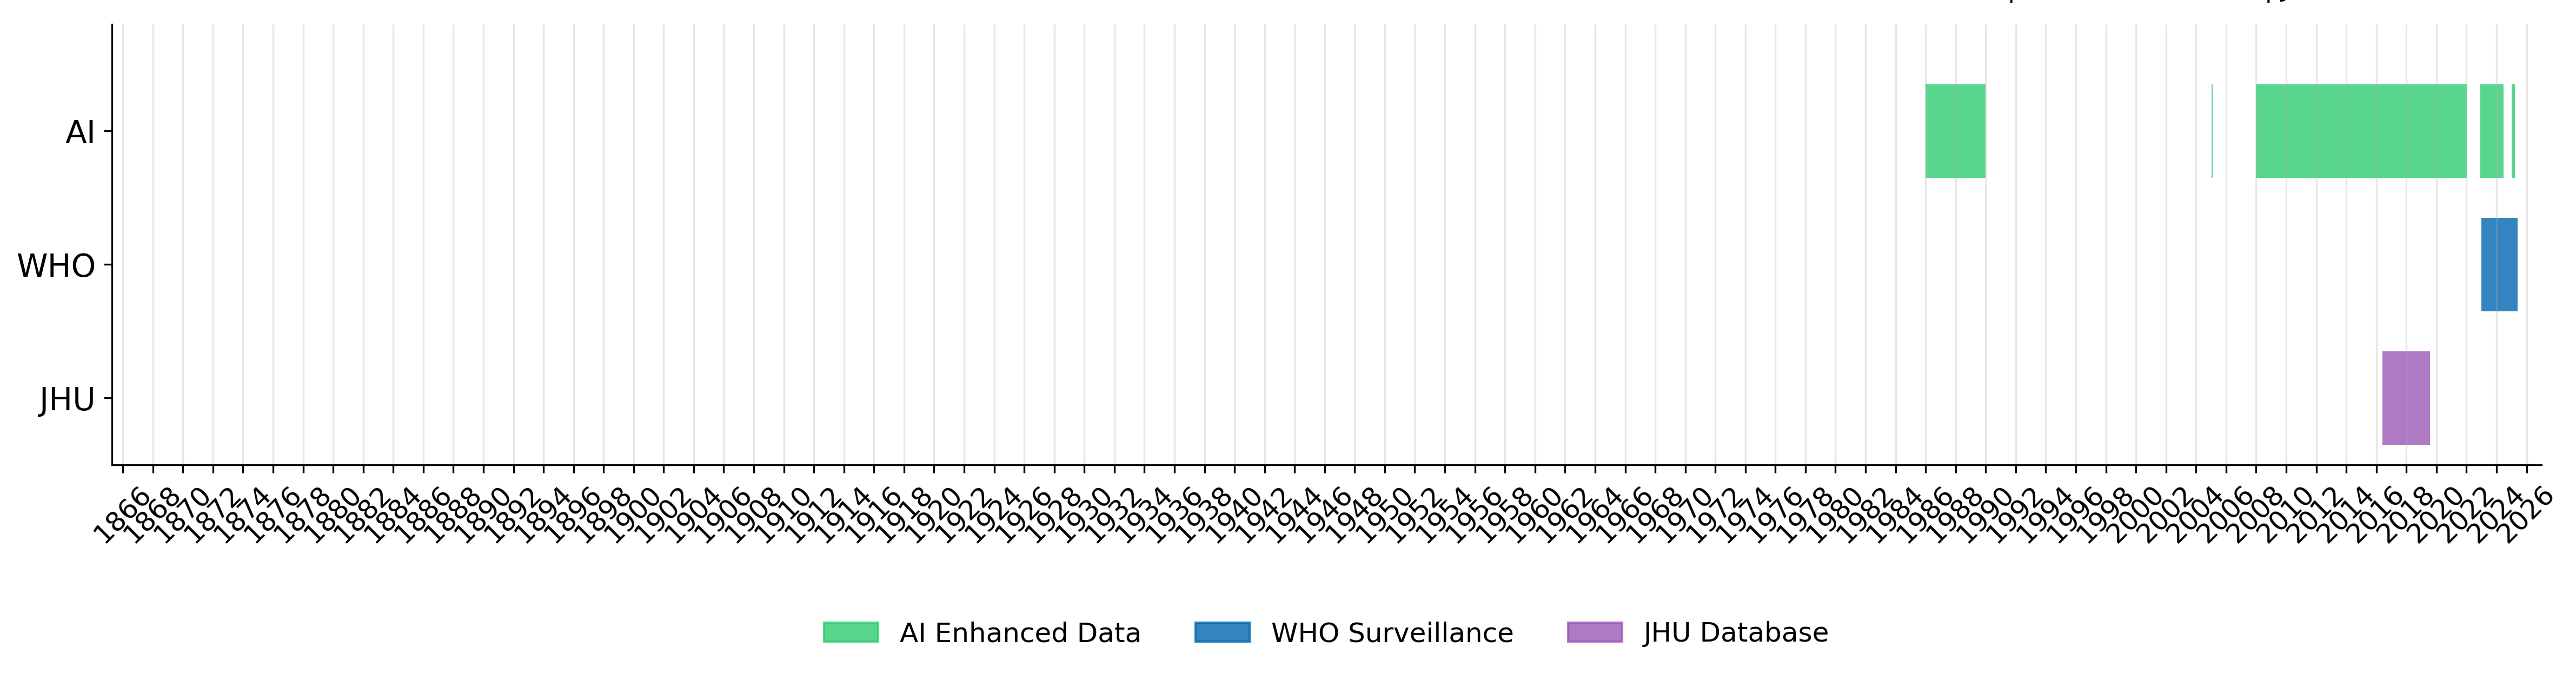 AI
WHO
JHU
1866 1868 1870 1872 1874 1876 1878 1880 1882 1884 1886 1888 1890 1892 1894 1896 1898 1900 1902 1904 1906 1908 1910 1912 1914 1916 1918 1920 1922 1924 1926 1928 1930 1932 1934 1936 1938 1940 1942 1944 1946 1948 1950 1952 1954 1956 1958 1960 1962 1964 1966 1968 1970 1972 1974 1976 1978 1980 1982 1984 1986 1988 1990 1992 1994 1996 1998 2000 2002 2004 2006 2008 2010 2012 2014 2016 2018 2020 2022 2024 2026
AI Enhanced Data WHO Surveillance JHU Database